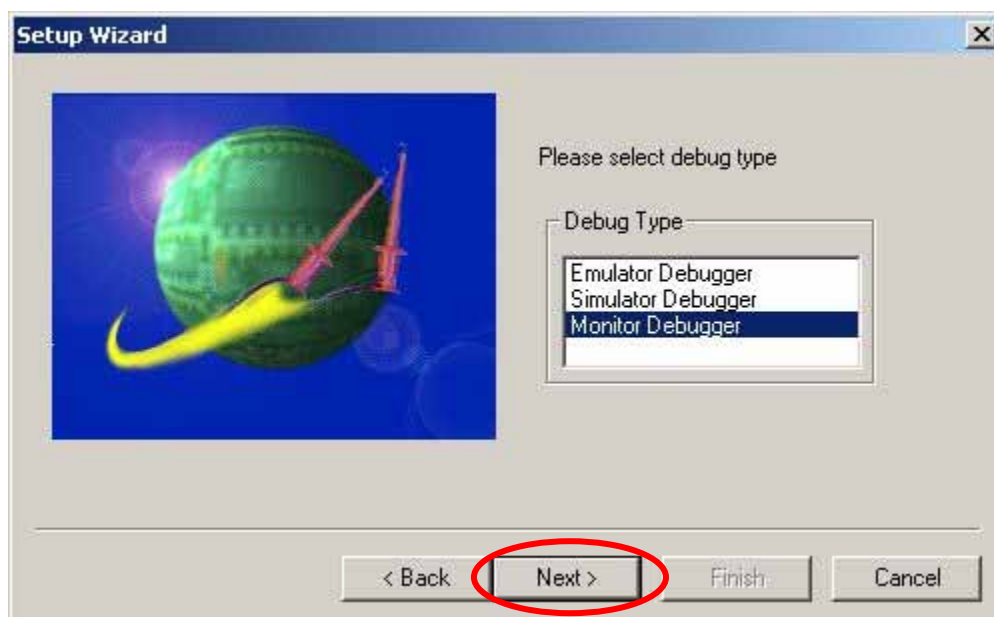 Setup Wizard
Please select debug type
Debug Type
Emulator Debugger
Simulator Debugger
Monitor Debugger
< Back
Next >
Finish
Cancel